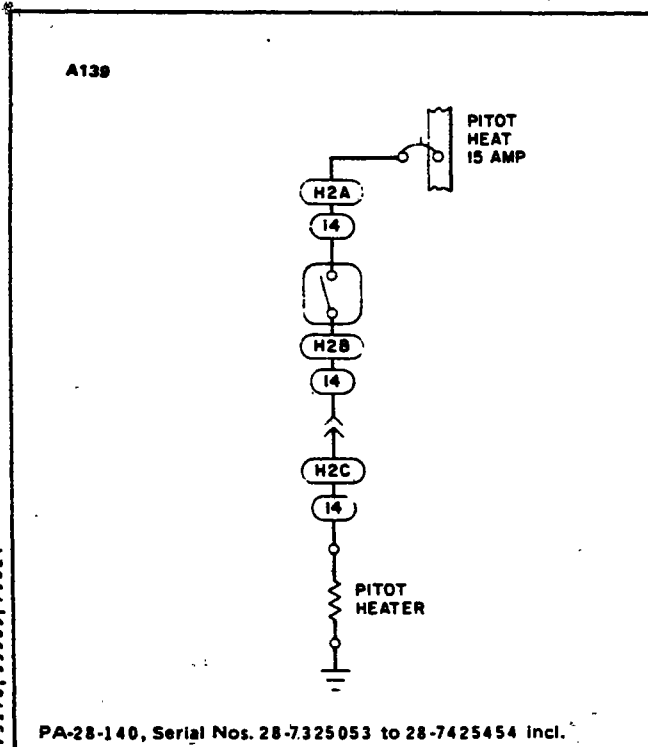 A139
PITOT
HEAT
15 AMP
H2A
14
H2B
14
H2C
14
PITOT
HEATER
PA-28-140, Serial Nos. 28-7325053 to 28-7425454 incl.